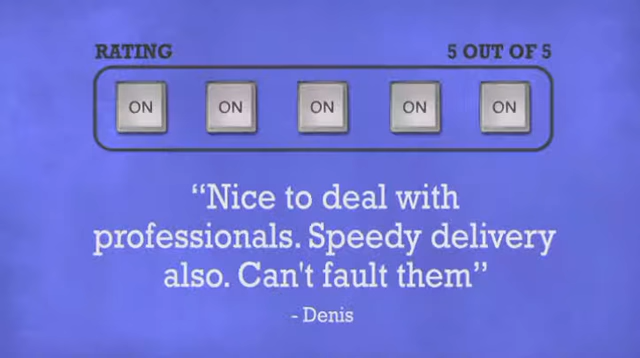 RATING 5 OUT OF 5
ON ON ON ON ON
“Nice to deal with
professionals. Speedy delivery
also. Can't fault them”
- Denis